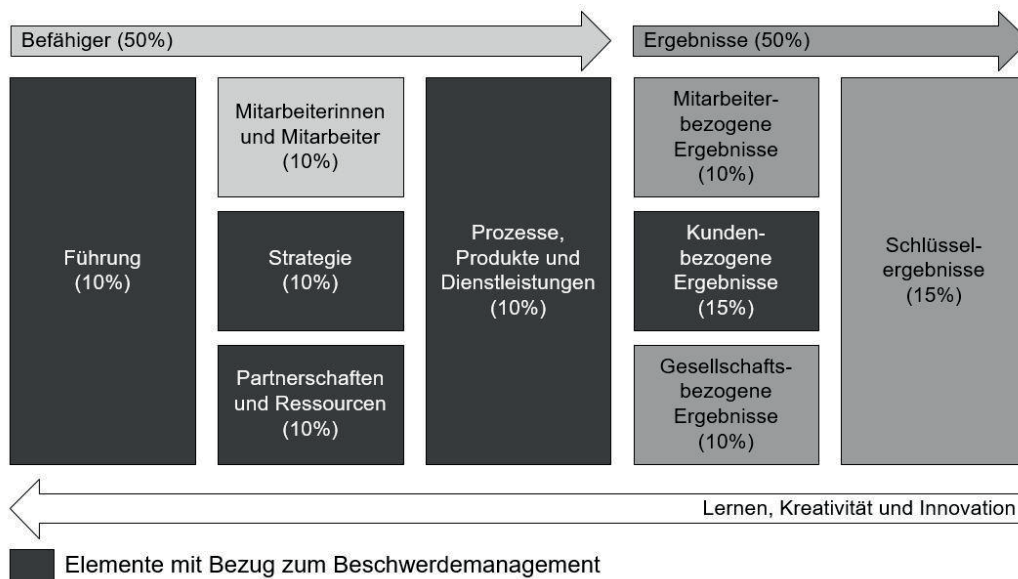 Befähiger (50%)
Ergebnisse (50%)
Führung
(10%)
Mitarbeiterinnen
und Mitarbeiter
(10%)
Strategie
(10%)
Partnerschaften
und Ressourcen
(10%)
Prozesse,
Produkte und
Dienstleistungen
(10%)
Mitarbeiter-
bezogene
Ergebnisse
(10%)
Kunden-
bezogene
Ergebnisse
(15%)
Gesellschafts-
bezogene
Ergebnisse
(10%)
Schlüssel-
ergebnisse
(15%)
Lernen, Kreativität und Innovation
Elemente mit Bezug zum Beschwerdemanagement